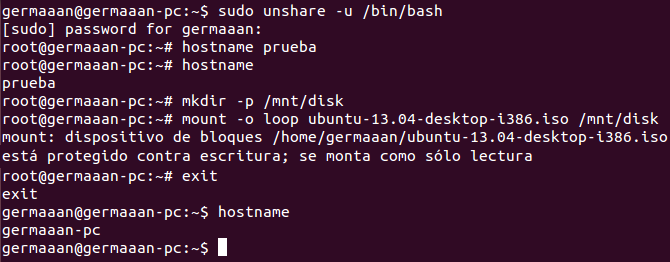 germaaan@germaaan-pc:~$ sudo unshare -u /bin/bash
[sudo] password for germaaan:
root@germaaan-pc:~# hostname prueba
root@germaaan-pc:~# hostname
prueba
root@germaaan-pc:~# mkdir -p /mnt/disk
root@germaaan-pc:~# mount -o loop ubuntu-13.04-desktop-i386.iso /mnt/disk
mount: dispositivo de bloques /home/germaaan/ubuntu-13.04-desktop-i386.iso
está protegido contra escritura; se monta como sólo lectura
root@germaaan-pc:~# exit
exit
germaaan@germaaan-pc:~$ hostname
germaaan-pc
germaaan@germaaan-pc:~$